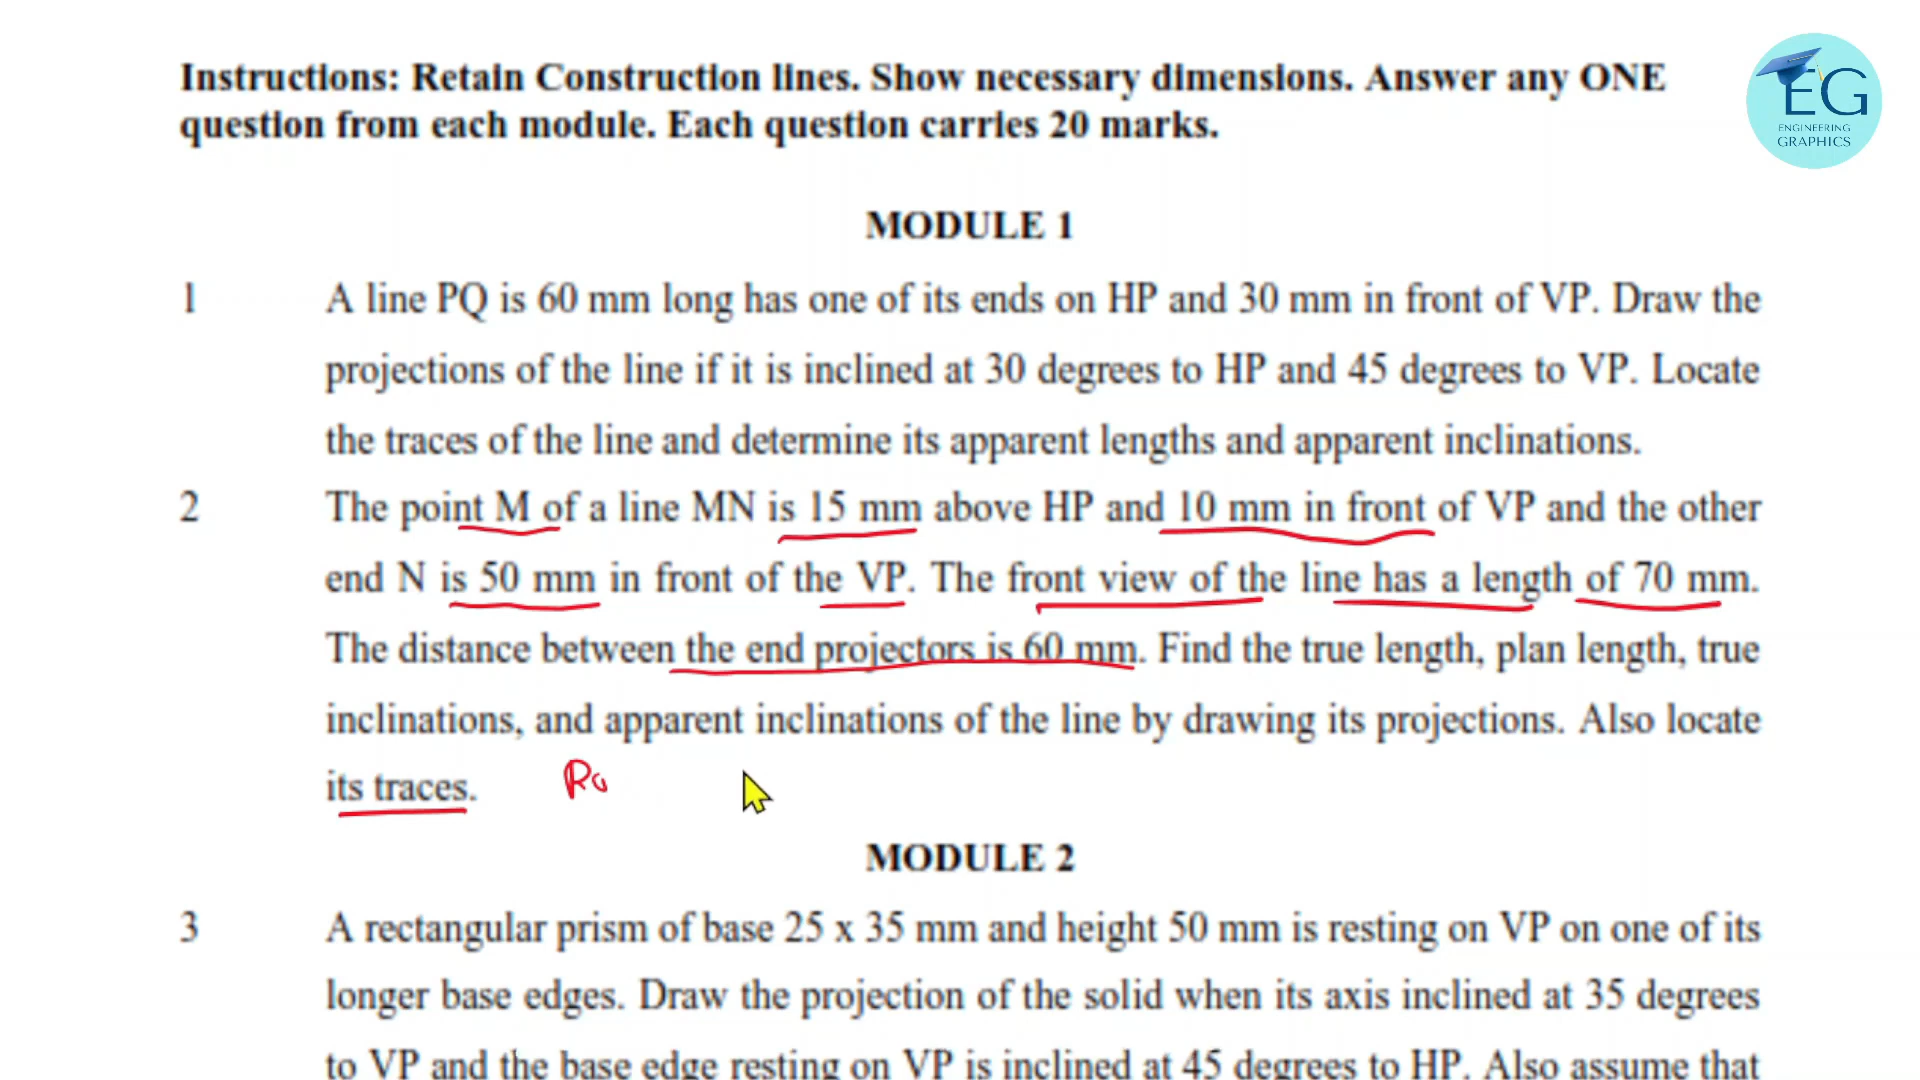 Instructions: Retain Construction lines. Show necessary dimensions. Answer any ONE
question from each module. Each question carries 20 marks.
EG
ENGINEERING
GRAPHICS
MODULE 1
1 A line PQ is 60 mm long has one of its ends on HP and 30 mm in front of VP. Draw the
projections of the line if it is inclined at 30 degrees to HP and 45 degrees to VP. Locate
the traces of the line and determine its apparent lengths and apparent inclinations.
2 The point M of a line MN is 15 mm above HP and 10 mm in front of VP and the other
end N is 50 mm in front of the VP. The front view of the line has a length of 70 mm.
The distance between the end projectors is 60 mm. Find the true length, plan length, true
inclinations, and apparent inclinations of the line by drawing its projections. Also locate
its traces. Ro
MODULE 2
3 A rectangular prism of base 25 x 35 mm and height 50 mm is resting on VP on one of its
longer base edges. Draw the projection of the solid when its axis inclined at 35 degrees
to VP and the base edge resting on VP is inclined at 45 degrees to HP. Also assume that